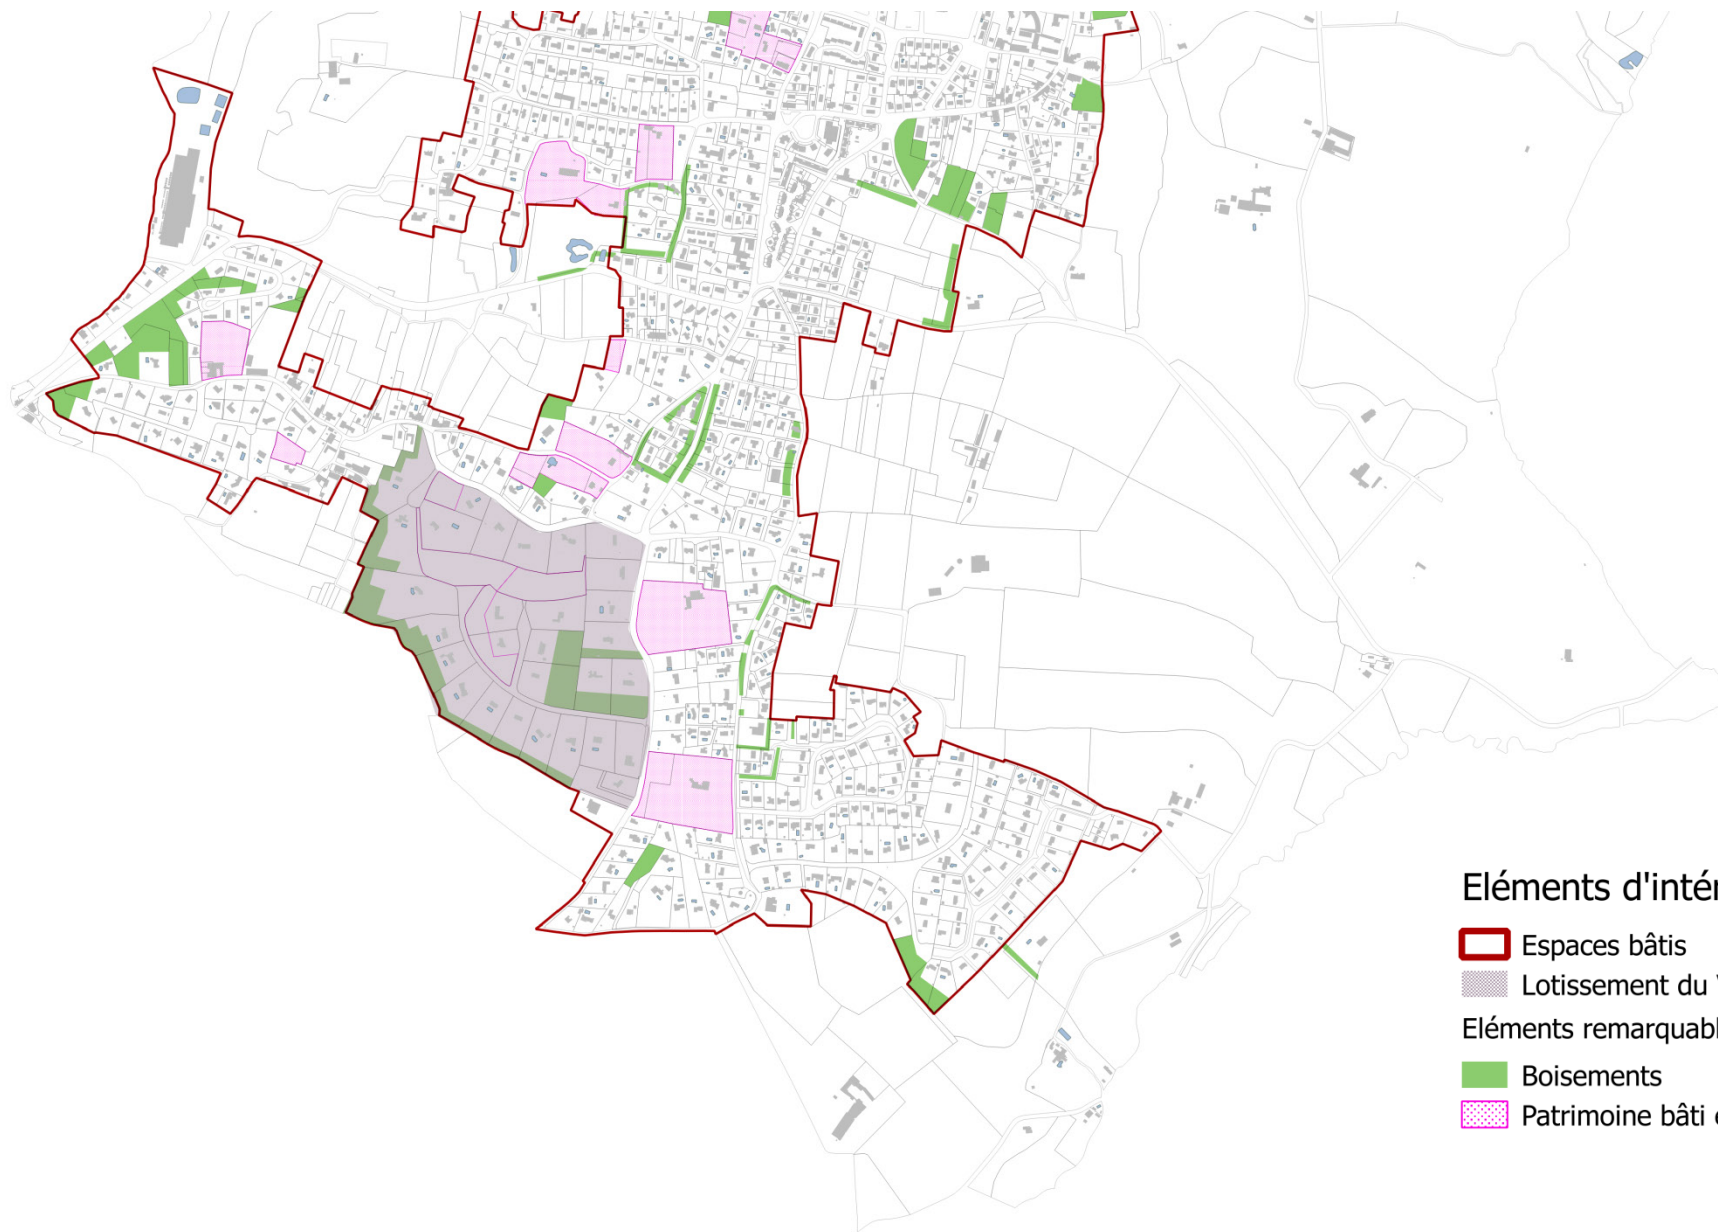 Eléments d'intér
Espaces bâtis
Lotissement du
Eléments remarquabl
Boisements
Patrimoine bâti